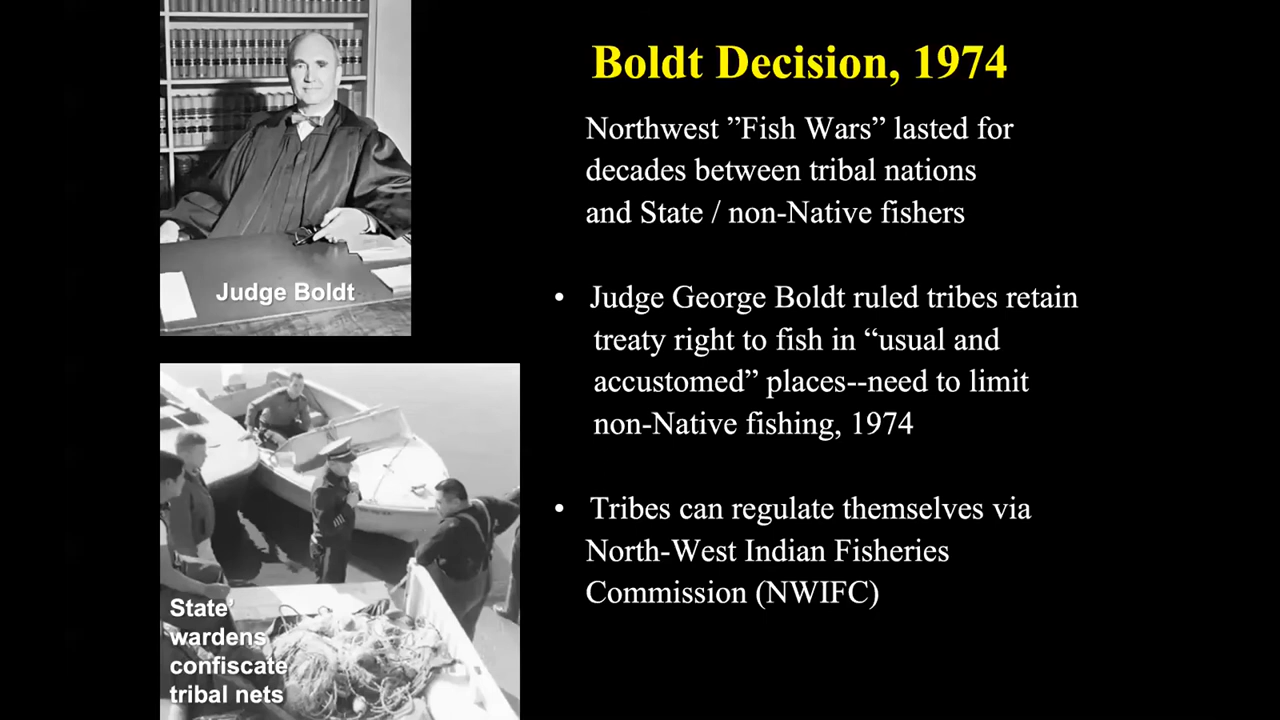 Boldt Decision, 1974
Northwest ”Fish Wars” lasted for
decades between tribal nations
and State / non-Native fishers
• Judge George Boldt ruled tribes retain
treaty right to fish in “usual and
accustomed” places--need to limit
non-Native fishing, 1974
• Tribes can regulate themselves via
North-West Indian Fisheries
Commission (NWIFC)
Judge Boldt
State’
wardens
confiscate
tribal nets